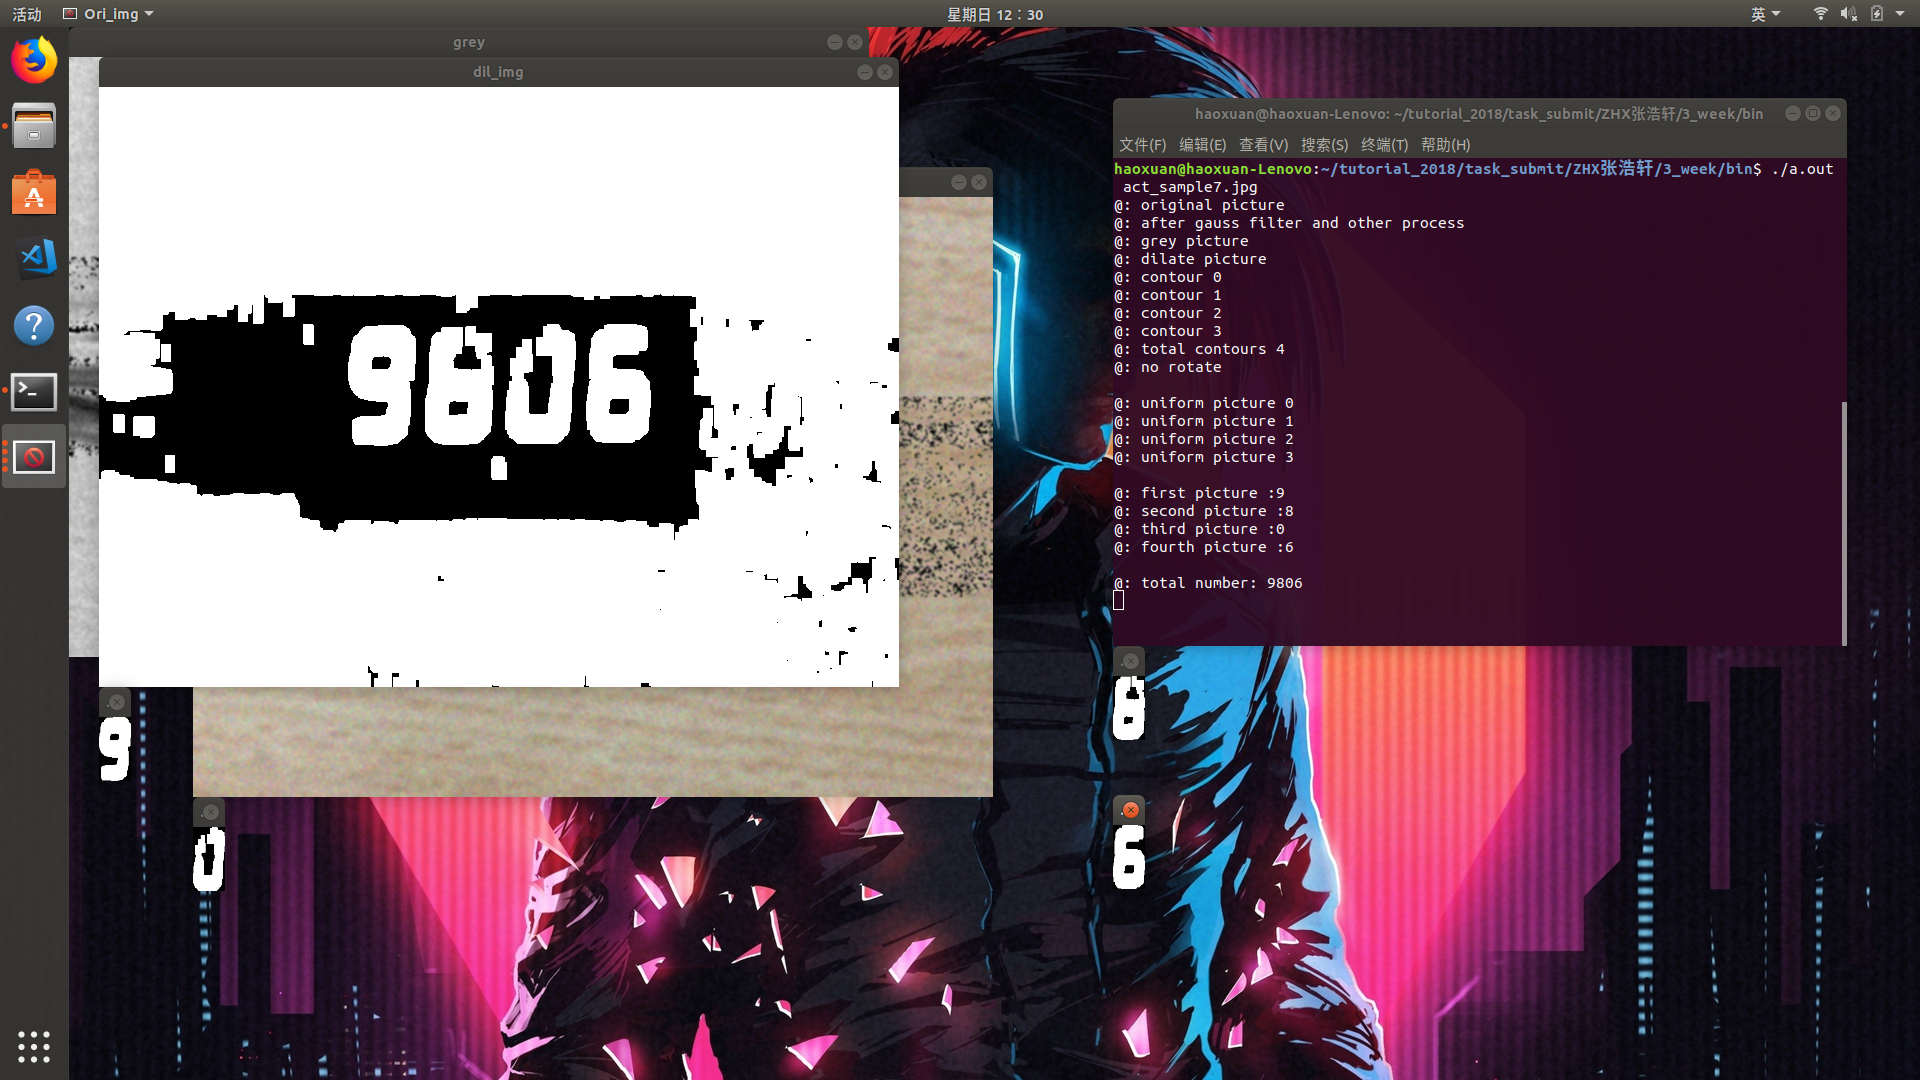 活动 Ori_img 星期日 12：30 英
grey
dil_img
9606
9
0
haoxuan@haoxuan-Lenovo: ~/tutorial_2018/task_submit/ZHX张浩轩/3_week/bin
文件(F) 编辑(E) 查看(V) 搜索(S) 终端(T) 帮助(H)
haoxuan@haoxuan-Lenovo:~/tutorial_2018/task_submit/ZHX张浩轩/3_week/bin$ ./a.out
act_sample7.jpg
@: original picture
@: after gauss filter and other process
@: grey picture
@: dilate picture
@: contour 0
@: contour 1
@: contour 2
@: contour 3
@: total contours 4
@: no rotate
@: uniform picture 0
@: uniform picture 1
@: uniform picture 2
@: uniform picture 3
@: first picture :9
@: second picture :8
@: third picture :0
@: fourth picture :6
@: total number: 9806
6
6